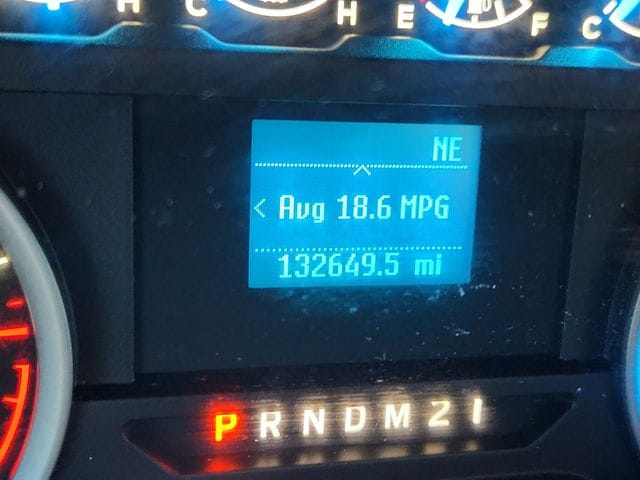 H C H E F C
NE
< Avg 18.6 MPG
132649.5 mi
P R N D M 2 1